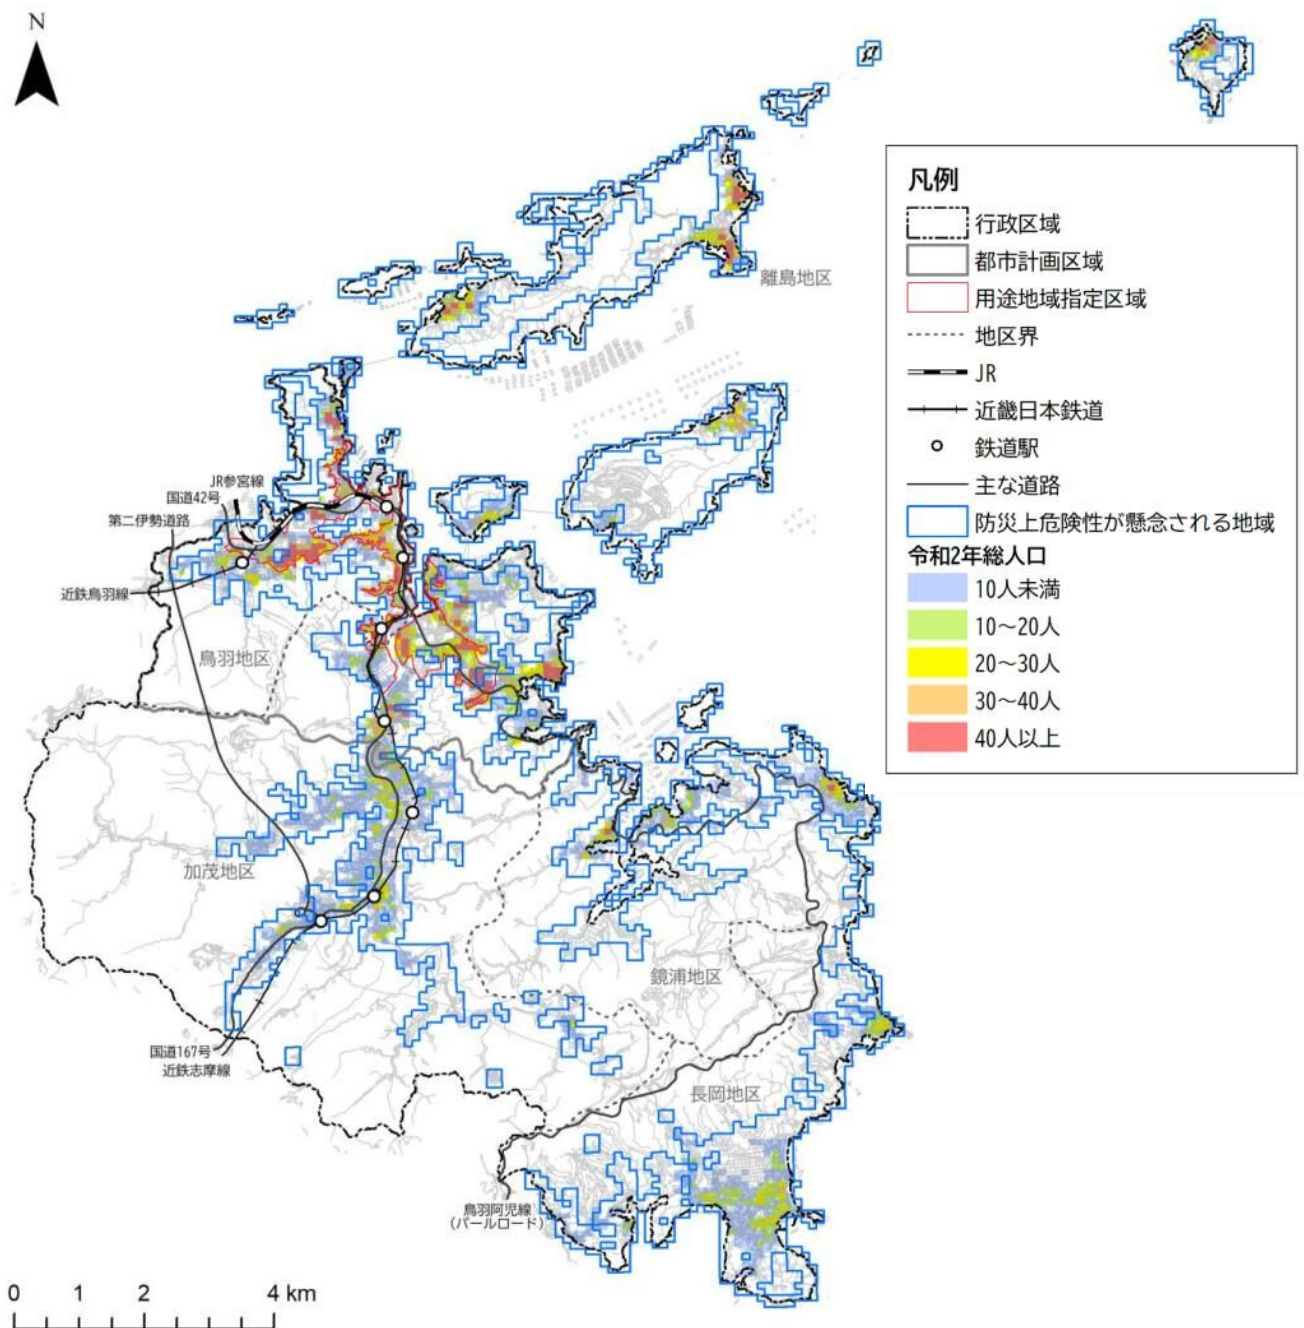 N
凡例
行政区域
都市計画区域
用途地域指定区域
地区界
JR
近畿日本鉄道
鉄道駅
主な道路
防災上危険性が懸念される地域
令和2年総人口
10人未満
10～20人
20～30人
30～40人
40人以上
離島地区
JR参宮線
国道42号
第二伊勢道路
近鉄鳥羽線
鳥羽地区
加茂地区
鏡浦地区
国道167号
近鉄志摩線
長岡地区
鳥羽阿児線
(パールロード)
0 1 2 4 km